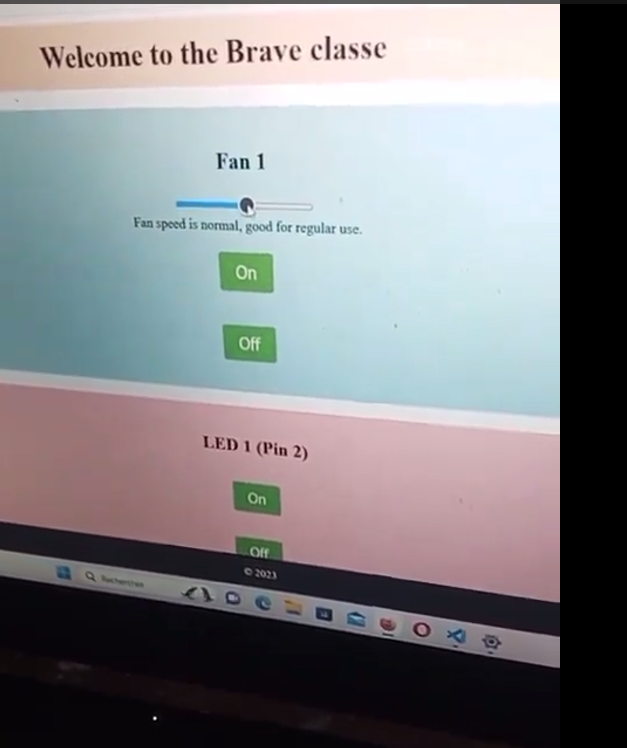 Welcome to the Brave classe
Fan 1
Fan speed is normal, good for regular use.
On
Off
LED 1 (Pin 2)
On
Off
© 2023
Rechercher